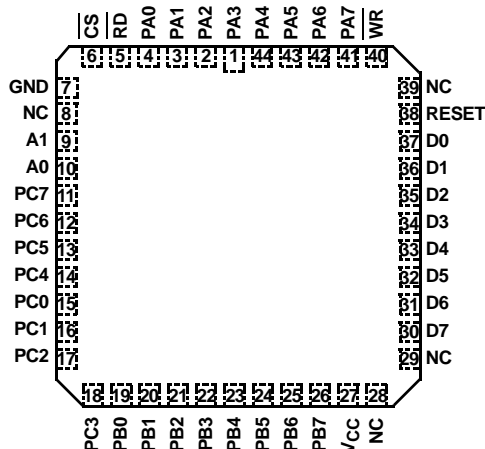 CS RD PA0 PA1 PA2 PA3 PA4 PA5 PA6 PA7 WR
6 5 4 3 2 1 44 43 42 41 40
GND 7 39 NC
NC 8 38 RESET
A1 9 37 D0
A0 10 36 D1
PC7 11 35 D2
PC6 12 34 D3
PC5 13 33 D4
PC4 14 32 D5
PC0 15 31 D6
PC1 16 30 D7
PC2 17 29 NC
18 19 20 21 22 23 24 25 26 27 28
PC3 PB0 PB1 PB2 PB3 PB4 PB5 PB6 PB7 VCC NC